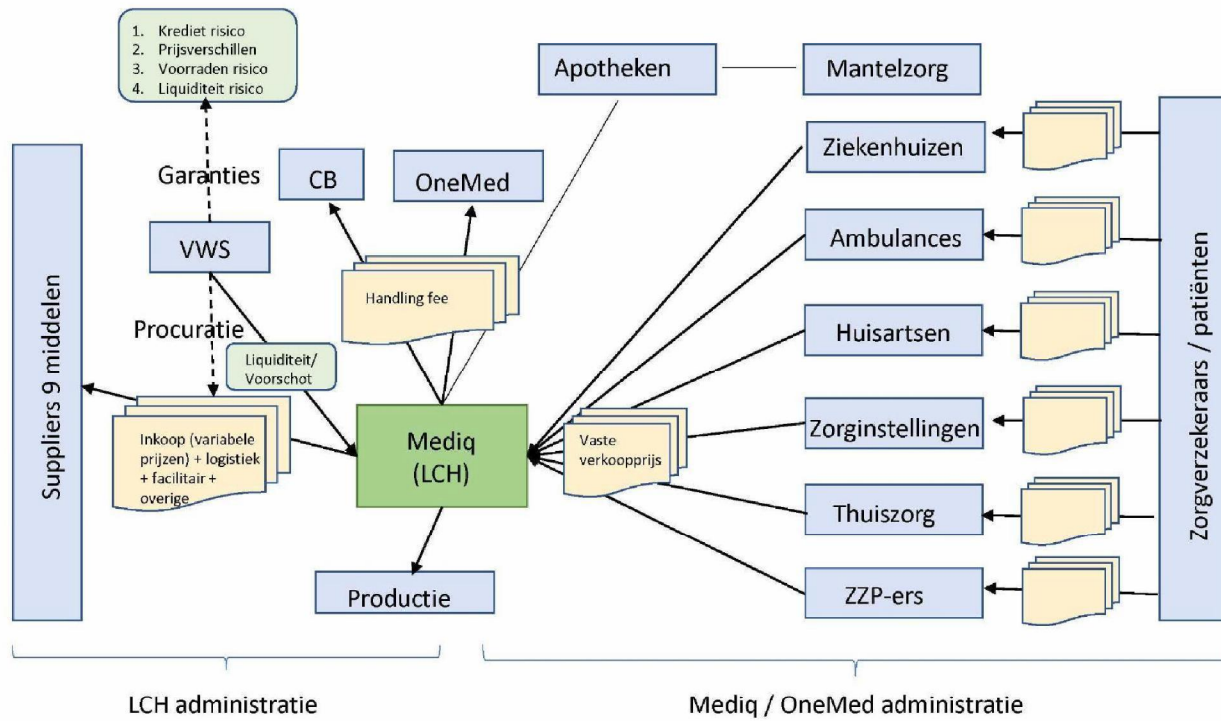 1. Krediet risico
2. Prijsverschillen
3. Voorraden risico
4. Liquiditeit risico
Apotheken
Mantelzorg
Garanties
CB
OneMed
Ziekenhuizen
VWS
Ambulances
Handling fee
Procuratie
Huisartsen
Liquiditeit/
Voorschot
Suppliers 9 middelen
Inkoop (variabele
prijzen) + logistiek
+ facilitair +
overige
Mediq
(LCH)
Vaste
verkoopprijs
Zorginstellingen
Thuiszorg
Productie
ZZP-ers
Zorgverzekeraars / patiënten
LCH administratie
Mediq / OneMed administratie